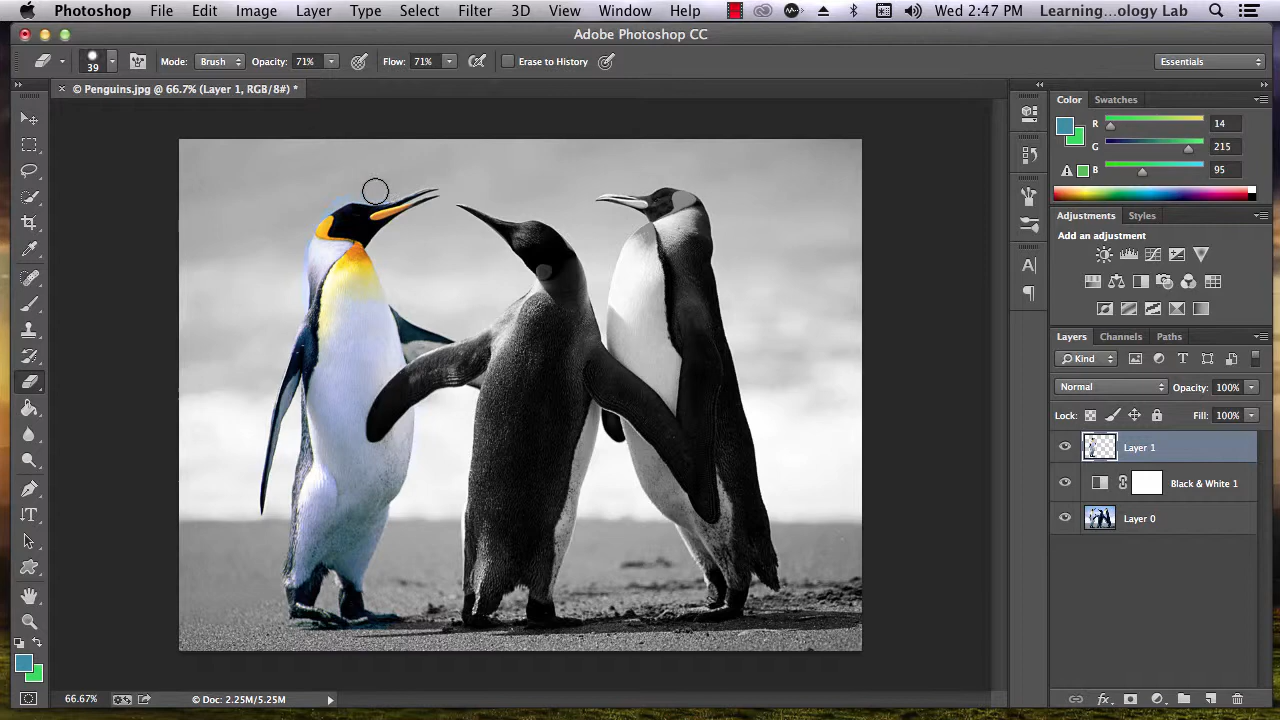 Photoshop File Edit Image Layer Type Select Filter 3D View Window Help Wed 2:47 PM Learning...ology Lab
Adobe Photoshop CC
39 Mode: Brush Opacity: 71% Flow: 71% Erase to History Essentials
© Penguins.jpg @ 66.7% (Layer 1, RGB/8#) *
Color Swatches
R 14
G 215
B 95
Adjustments Styles
Add an adjustment
Layers Channels Paths
Kind
Normal Opacity: 100%
Lock: Fill: 100%
Layer 1
Black & White 1
Layer 0
66.67% © Doc: 2.25M/5.25M fx